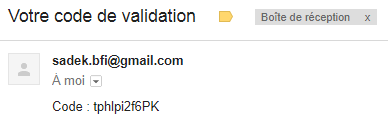 Votre code de validation
Boîte de réception x
sadek.bfi@gmail.com
À moi
Code : tphlpi2f6PK